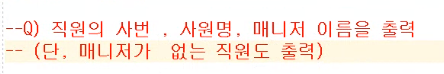 --Q) 직원의 사번 , 사원명, 매니저 이름을 출력
-- (단, 매니저가  없는 직원도 출력)